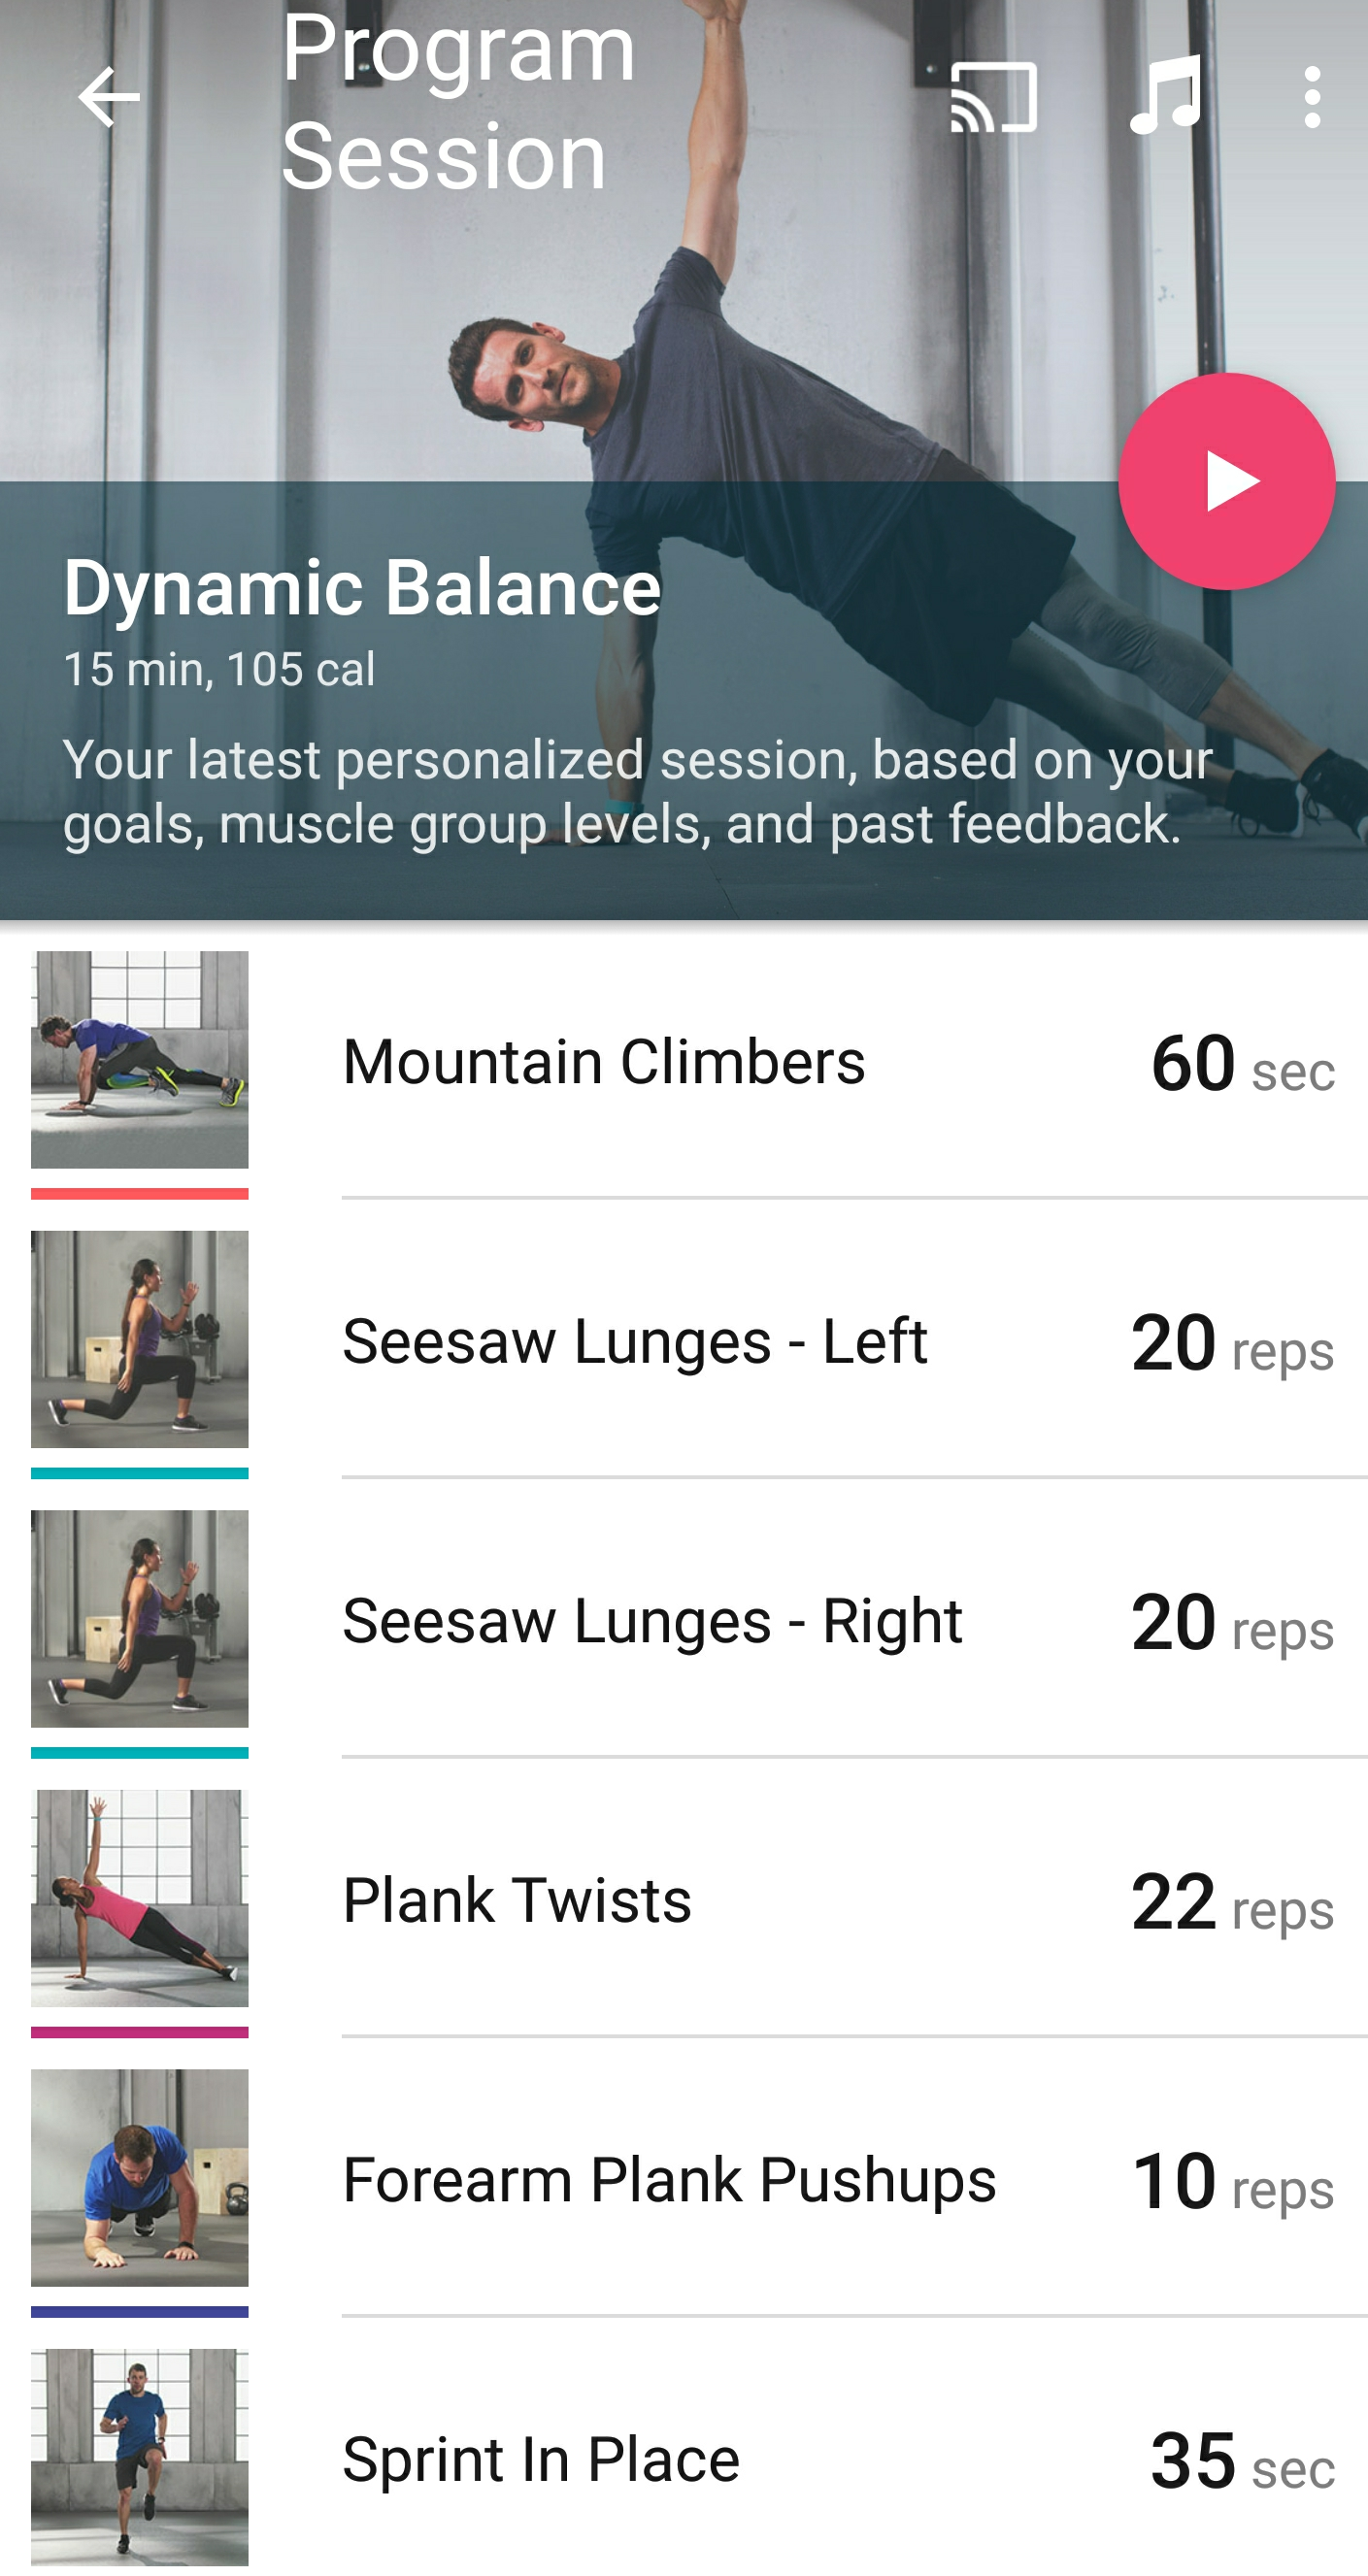 Program
Session
Dynamic Balance
15 min, 105 cal
Your latest personalized session, based on your
goals, muscle group levels, and past feedback.
Mountain Climbers 60 sec
Seesaw Lunges - Left 20 reps
Seesaw Lunges - Right 20 reps
Plank Twists 22 reps
Forearm Plank Pushups 10 reps
Sprint In Place 35 sec